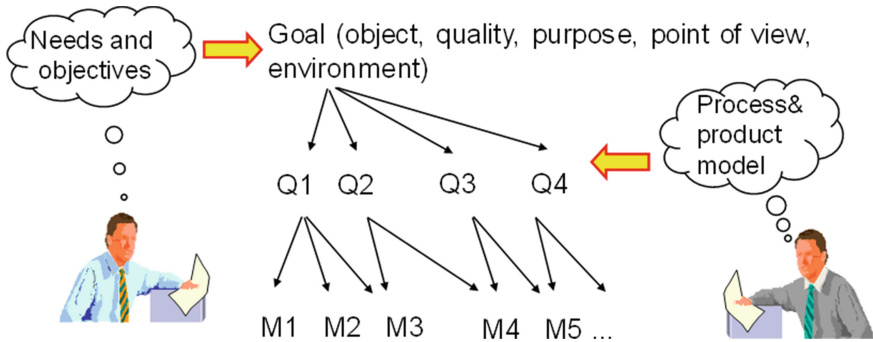 Needs and
objectives
Goal (object, quality, purpose, point of view,
environment)
Process&
product
model
Q1 Q2 Q3 Q4
M1 M2 M3 M4 M5 ...